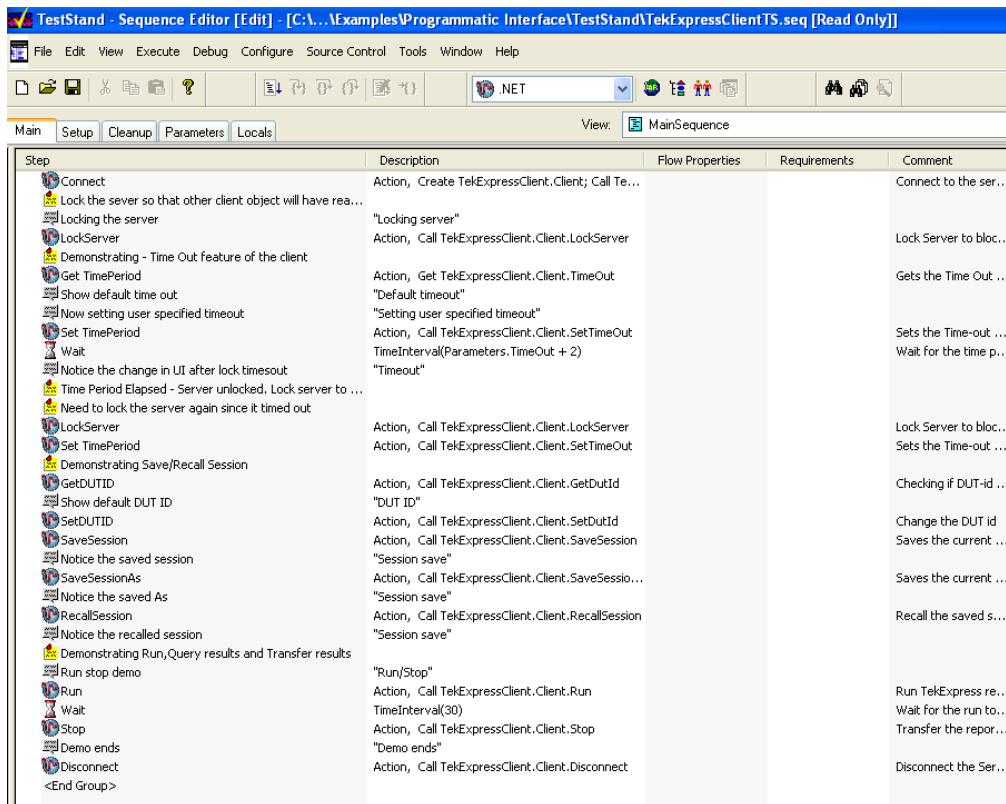 TestStand - Sequence Editor [Edit] - [C:\...\Examples\Programmatic Interface\TestStand\TekExpressClientTS.seq [Read Only]]
File Edit View Execute Debug Configure Source Control Tools Window Help
.NET
Main Setup Cleanup Parameters Locals View: MainSequence
Step Description Flow Properties Requirements Comment
Connect Action, Create TekExpressClient.Client; Call Te... Connect to the ser...
Lock the sever so that other client object will have rea...
Locking the server "Locking server"
LockServer Action, Call TekExpressClient.Client.LockServer Lock Server to bloc...
Demonstrating - Time Out feature of the client
Get TimePeriod Action, Get TekExpressClient.Client.TimeOut Gets the Time Out ...
Show default time out "Default timeout"
Now setting user specified timeout "Setting user specified timeout"
Set TimePeriod Action, Call TekExpressClient.Client.SetTimeOut Sets the Time-out ...
Wait TimeInterval(Parameters.TimeOut + 2) Wait for the time p...
Notice the change in UI after lock timesout "Timeout"
Time Period Elapsed - Server unlocked. Lock server to ...
Need to lock the server again since it timed out
LockServer Action, Call TekExpressClient.Client.LockServer Lock Server to bloc...
Set TimePeriod Action, Call TekExpressClient.Client.SetTimeOut Sets the Time-out ...
Demonstrating Save/Recall Session
GetDUTID Action, Call TekExpressClient.Client.GetDutId Checking if DUT-id ...
Show default DUT ID "DUT ID"
SetDUTID Action, Call TekExpressClient.Client.SetDutId Change the DUT id
SaveSession Action, Call TekExpressClient.Client.SaveSession Saves the current ...
Notice the saved session "Session save"
SaveSessionAs Action, Call TekExpressClient.Client.SaveSessio... Saves the current ...
Notice the saved As "Session save"
RecallSession Action, Call TekExpressClient.Client.RecallSession Recall the saved s...
Notice the recalled session "Session save"
Demonstrating Run,Query results and Transfer results
Run stop demo "Run/Stop"
Run Action, Call TekExpressClient.Client.Run Run TekExpress re...
Wait TimeInterval(30) Wait for the run to...
Stop Action, Call TekExpressClient.Client.Stop Transfer the repor...
Demo ends "Demo ends"
Disconnect Action, Call TekExpressClient.Client.Disconnect Disconnect the Ser...
<End Group>